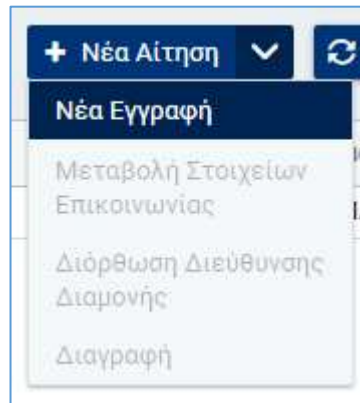 + Νέα Αίτηση
Νέα Εγγραφή
Μεταβολή Στοιχείων
Επικοινωνίας
Διόρθωση Διεύθυνσης
Διαμονής
Διαγραφή